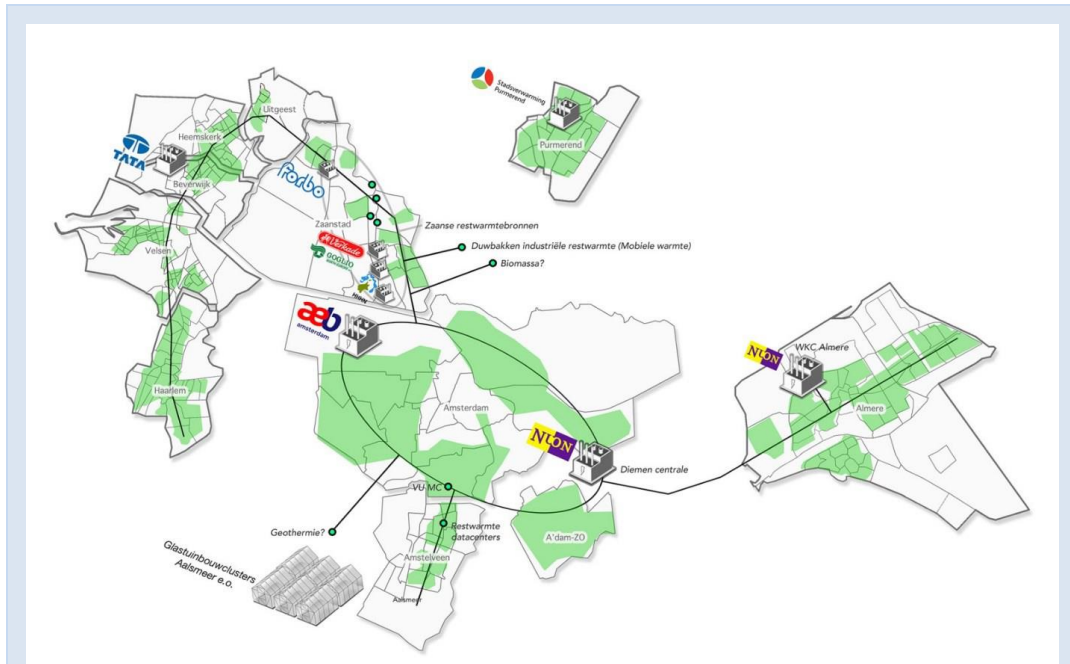 Stadsverwarming
Purmerend
Uitgeest
Heemskerk
TATA
Purmerend
Beverwijk
forbo
Zaanstad
Zaanse restwarmtebronnen
Verkade
Duwbakken industriële restwarmte (Mobiele warmte)
Velsen
GOGLIO
Biomassa?
aeb
amsterdam
NUON
WKC Almere
Haarlem
Amsterdam
Almere
NUON
Diemen centrale
VU MC
Geothermie?
Restwarmte
datacenters
A'dam-ZO
Glastuinbouwclusters
Aalsmeer e.o.
Amstelveen
Aalsmeer